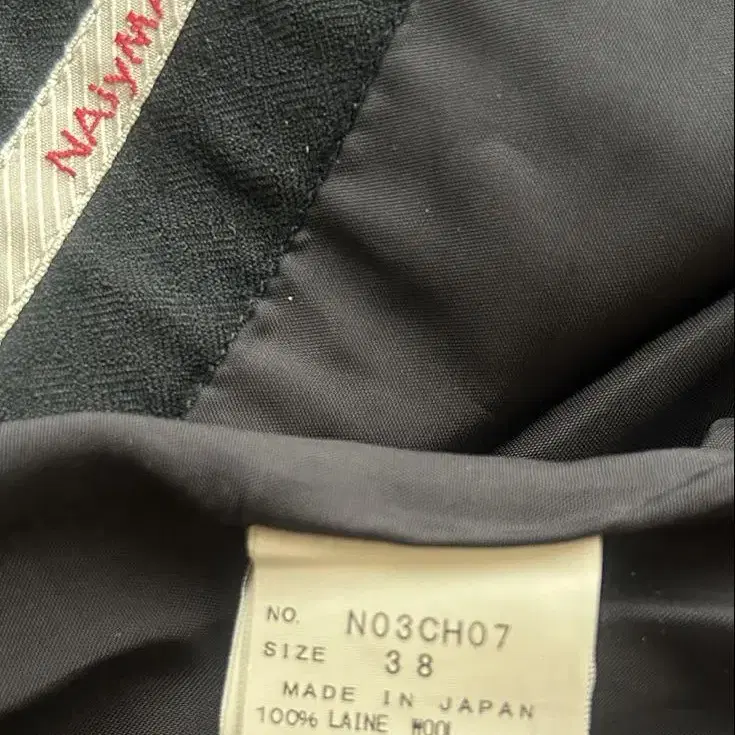 NAiyMA
NO. N03CH07
SIZE 38
MADE IN JAPAN
100% LAINE WOOL